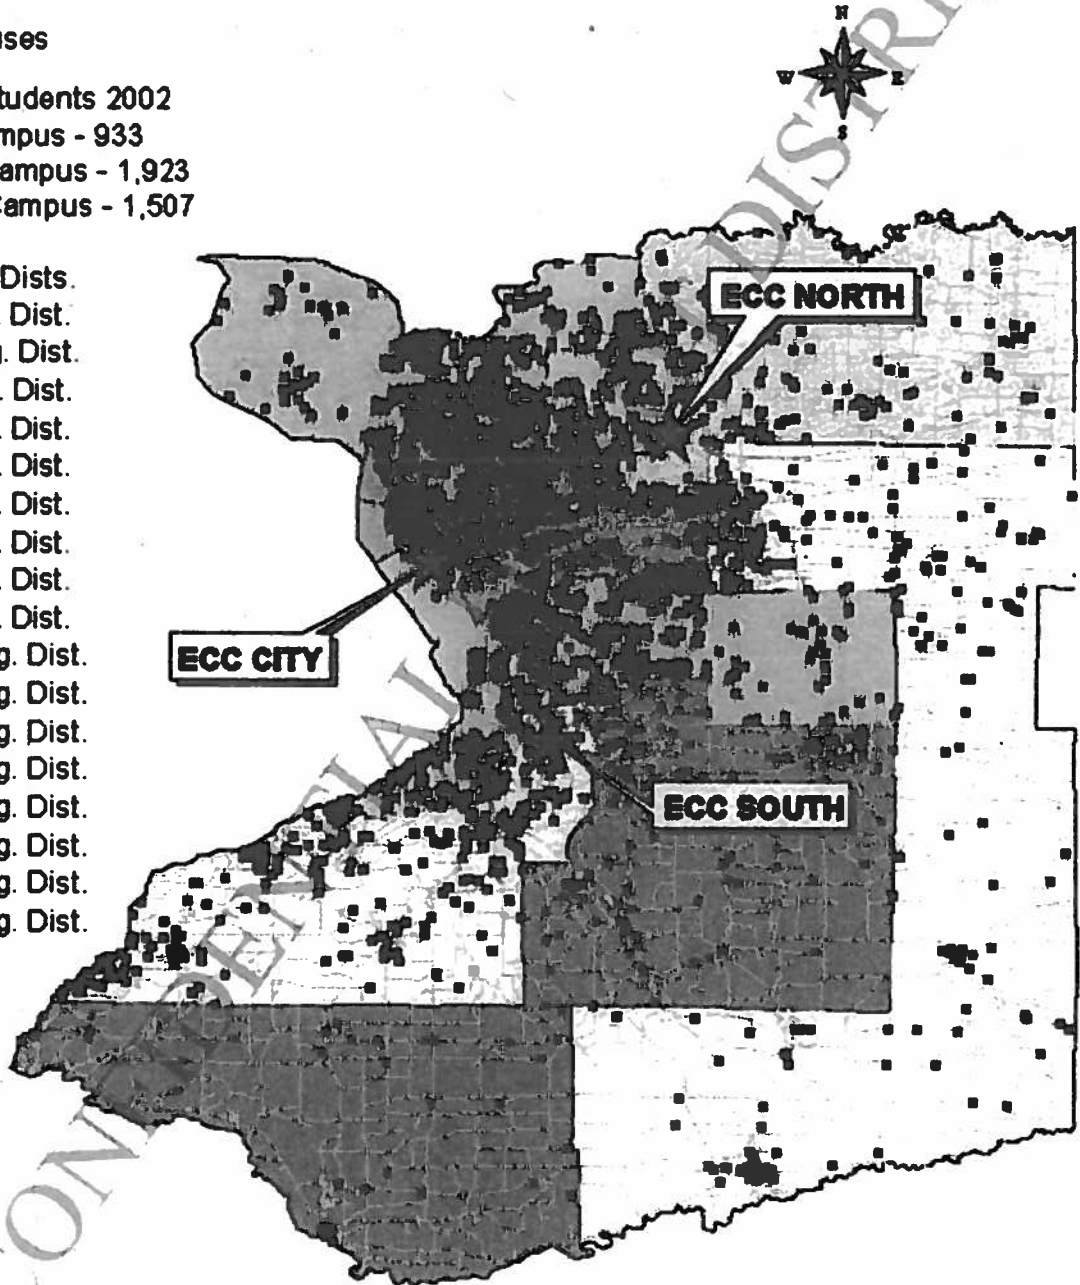 ses
tudents 2002
mpus - 933
ampus - 1,923
Campus - 1,507
Dists.
. Dist.
g. Dist.
. Dist.
. Dist.
. Dist.
. Dist.
. Dist.
. Dist.
. Dist.
g. Dist.
g. Dist.
g. Dist.
g. Dist.
g. Dist.
g. Dist.
g. Dist.
g. Dist.
N
W E
S
ECC NORTH
ECC CITY
ECC SOUTH